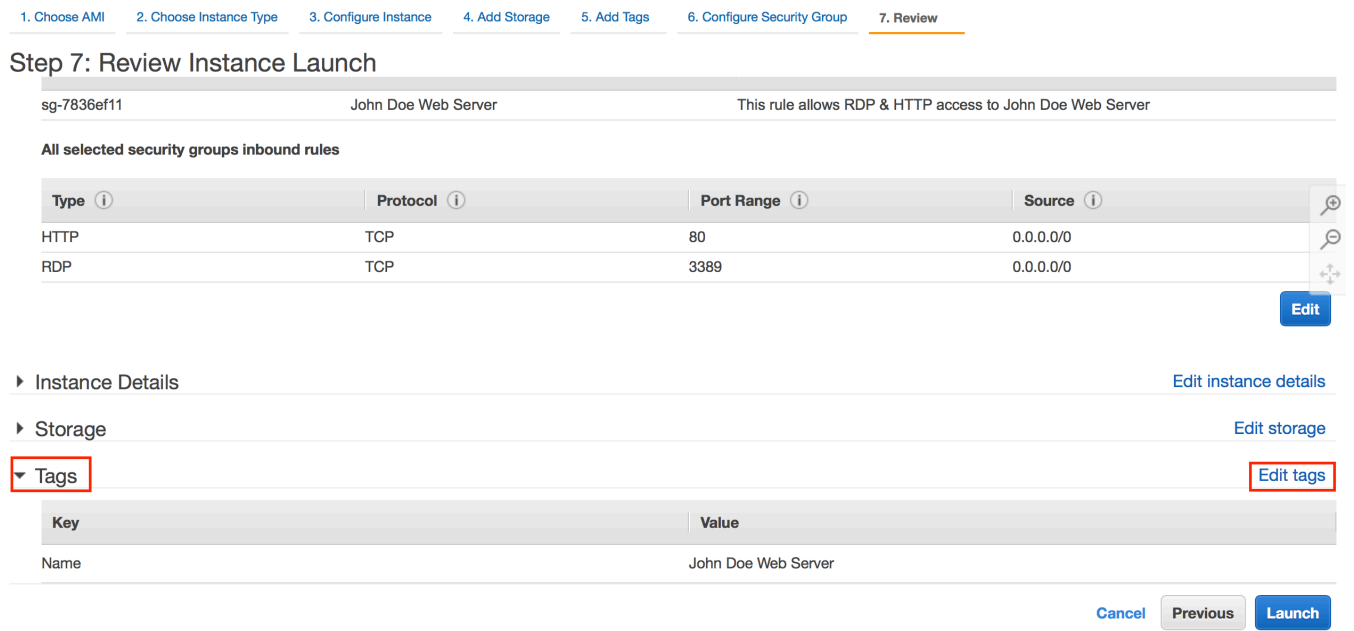 1. Choose AMI 2. Choose Instance Type 3. Configure Instance 4. Add Storage 5. Add Tags 6. Configure Security Group 7. Review
Step 7: Review Instance Launch
sg-7836ef11 John Doe Web Server This rule allows RDP & HTTP access to John Doe Web Server
All selected security groups inbound rules
Type Protocol Port Range Source
HTTP TCP 80 0.0.0.0/0
RDP TCP 3389 0.0.0.0/0
Edit
Instance Details Edit instance details
Storage Edit storage
Tags Edit tags
Key Value
Name John Doe Web Server
Cancel Previous Launch